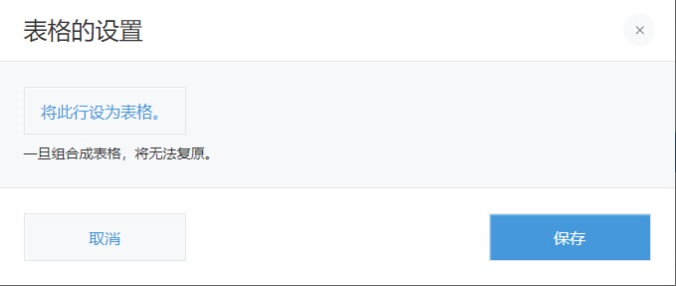 表格的设置
×
将此行设为表格。
一旦组合成表格，将无法复原。
取消
保存